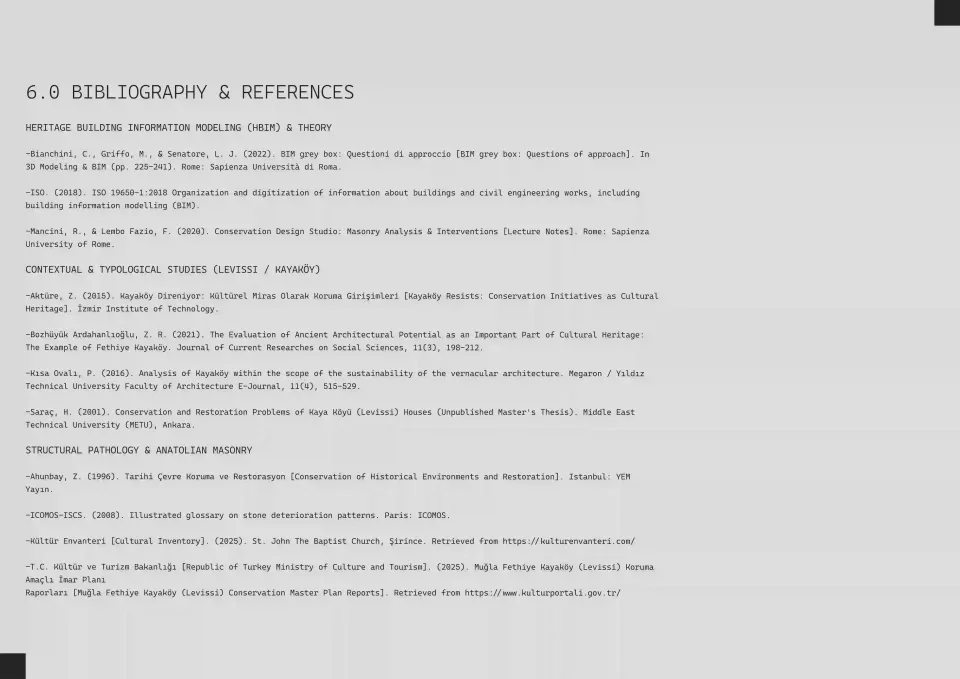 6.0 BIBLIOGRAPHY & REFERENCES
HERITAGE BUILDING INFORMATION MODELING (HBIM) & THEORY
-Bianchini, C., Griffo, M., & Senatore, L. J. (2022). BIM grey box: Questioni di approccio [BIM grey box: Questions of approach]. In
3D Modeling & BIM (pp. 225-241). Rome: Sapienza Università di Roma.
-ISO. (2018). ISO 19650-1:2018 Organization and digitization of information about buildings and civil engineering works, including
building information modelling (BIM).
-Mancini, R., & Lembo Fazio, F. (2020). Conservation Design Studio: Masonry Analysis & Interventions [Lecture Notes]. Rome: Sapienza
University of Rome.
CONTEXTUAL & TYPOLOGICAL STUDIES (LEVISSI / KAYAKÖY)
-Aktüre, Z. (2015). Kayaköy Direniyor: Kültürel Miras Olarak Koruma Girişimleri [Kayaköy Resists: Conservation Initiatives as Cultural
Heritage]. İzmir Institute of Technology.
-Bozhüyük Ardahanlıoğlu, Z. R. (2021). The Evaluation of Ancient Architectural Potential as an Important Part of Cultural Heritage:
The Example of Fethiye Kayaköy. Journal of Current Researches on Social Sciences, 11(3), 198-212.
-Kısa Ovalı, P. (2016). Analysis of Kayaköy within the scope of the sustainability of the vernacular architecture. Megaron / Yıldız
Technical University Faculty of Architecture E-Journal, 11(4), 515-529.
-Saraç, H. (2001). Conservation and Restoration Problems of Kaya Köyü (Levissi) Houses (Unpublished Master's Thesis). Middle East
Technical University (METU), Ankara.
STRUCTURAL PATHOLOGY & ANATOLIAN MASONRY
-Ahunbay, Z. (1996). Tarihi Çevre Koruma ve Restorasyon [Conservation of Historical Environments and Restoration]. Istanbul: YEM
Yayın.
-ICOMOS-ISCS. (2008). Illustrated glossary on stone deterioration patterns. Paris: ICOMOS.
-Kültür Envanteri [Cultural Inventory]. (2025). St. John The Baptist Church, Şirince. Retrieved from https://kulturenvanteri.com/
-T.C. Kültür ve Turizm Bakanlığı [Republic of Turkey Ministry of Culture and Tourism]. (2025). Muğla Fethiye Kayaköy (Levissi) Koruma
Amaçlı İmar Planı
Raporları [Muğla Fethiye Kayaköy (Levissi) Conservation Master Plan Reports]. Retrieved from https://www.kulturportali.gov.tr/